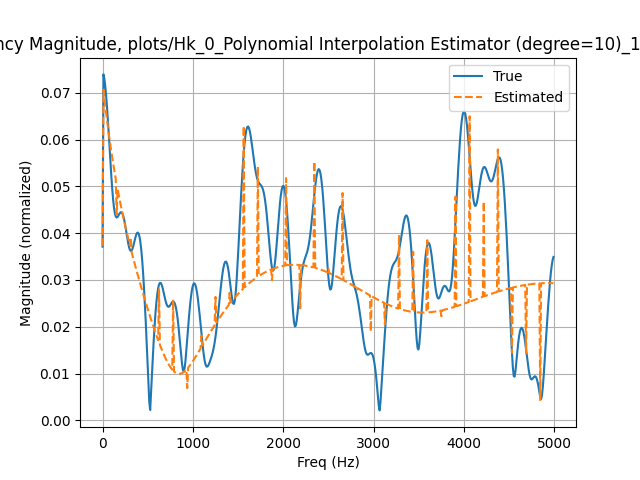 ncy Magnitude, plots/Hk_0_Polynomial Interpolation Estimator (degree=10)_1
True
Estimated
Magnitude (normalized)
0.07
0.06
0.05
0.04
0.03
0.02
0.01
0.00
0
1000
2000
3000
4000
5000
Freq (Hz)